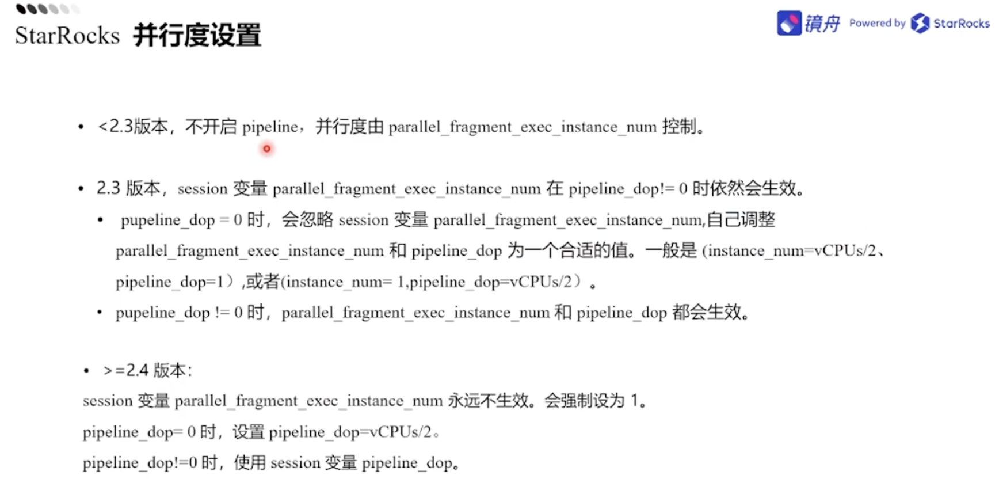 StarRocks 并行度设置
镜舟 Powered by StarRocks
• <2.3版本，不开启 pipeline，并行度由 parallel_fragment_exec_instance_num 控制。
• 2.3 版本，session 变量 parallel_fragment_exec_instance_num 在 pipeline_dop!= 0 时依然会生效。
• pupeline_dop = 0 时，会忽略 session 变量 parallel_fragment_exec_instance_num,自己调整
parallel_fragment_exec_instance_num 和 pipeline_dop 为一个合适的值。一般是 (instance_num=vCPUs/2、
pipeline_dop=1）,或者(instance_num= 1,pipeline_dop=vCPUs/2）。
• pupeline_dop != 0 时，parallel_fragment_exec_instance_num 和 pipeline_dop 都会生效。
• >=2.4 版本：
session 变量 parallel_fragment_exec_instance_num 永远不生效。会强制设为 1。
pipeline_dop= 0 时，设置 pipeline_dop=vCPUs/2。
pipeline_dop!=0 时，使用 session 变量 pipeline_dop。